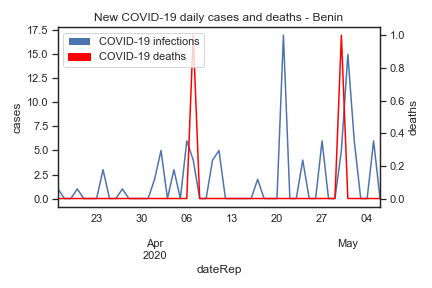 New COVID-19 daily cases and deaths - Benin
COVID-19 infections
COVID-19 deaths
17.5
15.0
12.5
10.0
7.5
5.0
2.5
0.0
cases
1.0
0.8
0.6
0.4
0.2
0.0
deaths
23 30 06 13 20 27 04
Apr May
2020
dateRep